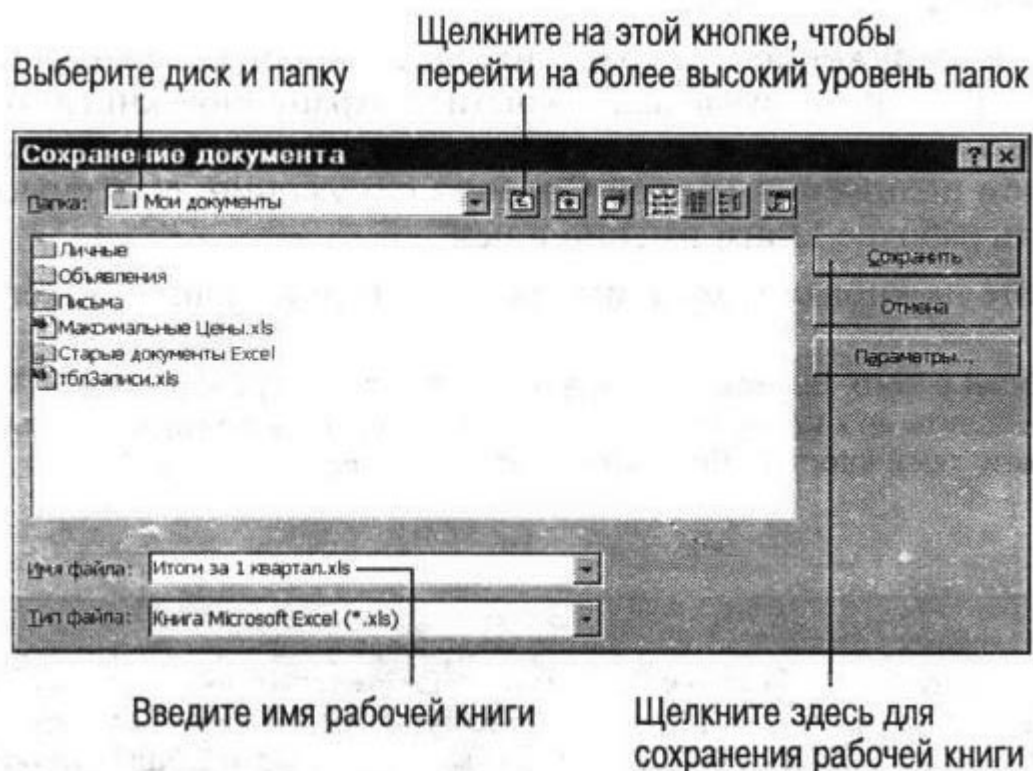 Щелкните на этой кнопке, чтобы
Выберите диск и папку
перейти на более высокий уровень папок
Сохранение документа
Папка: Мои документы
Личные
Объявления
Письма
Максимальные Цены.xls
Старые документы Excel
тблЗаписи.xls
Сохранить
Отмена
Параметры...
Имя файла: Итоги за 1 квартал.xls
Тип файла: Книга Microsoft Excel (*.xls)
Введите имя рабочей книги
Щелкните здесь для
сохранения рабочей книги